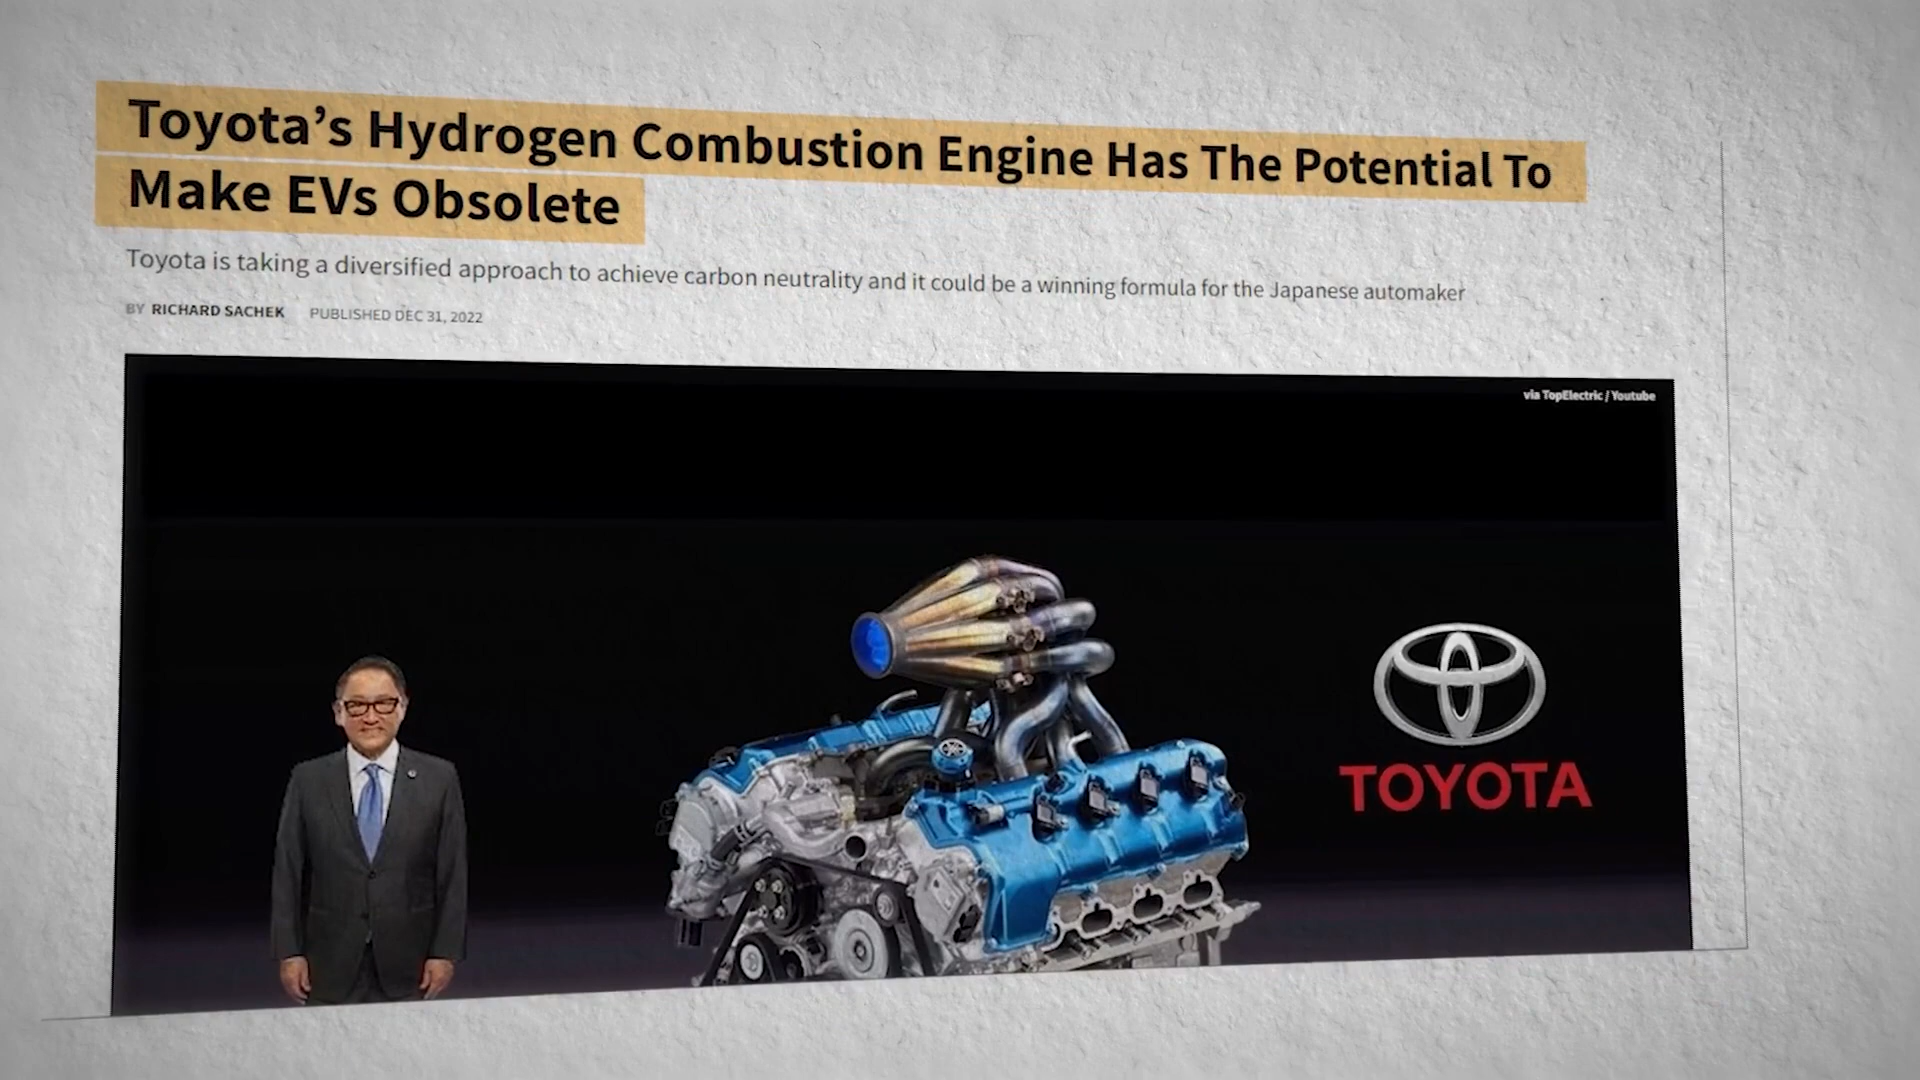 Toyota’s Hydrogen Combustion Engine Has The Potential To
Make EVs Obsolete
Toyota is taking a diversified approach to achieve carbon neutrality and it could be a winning formula for the Japanese automaker
BY RICHARD SACHEK PUBLISHED DEC 31, 2022
via TopElectric / Youtube
TOYOTA